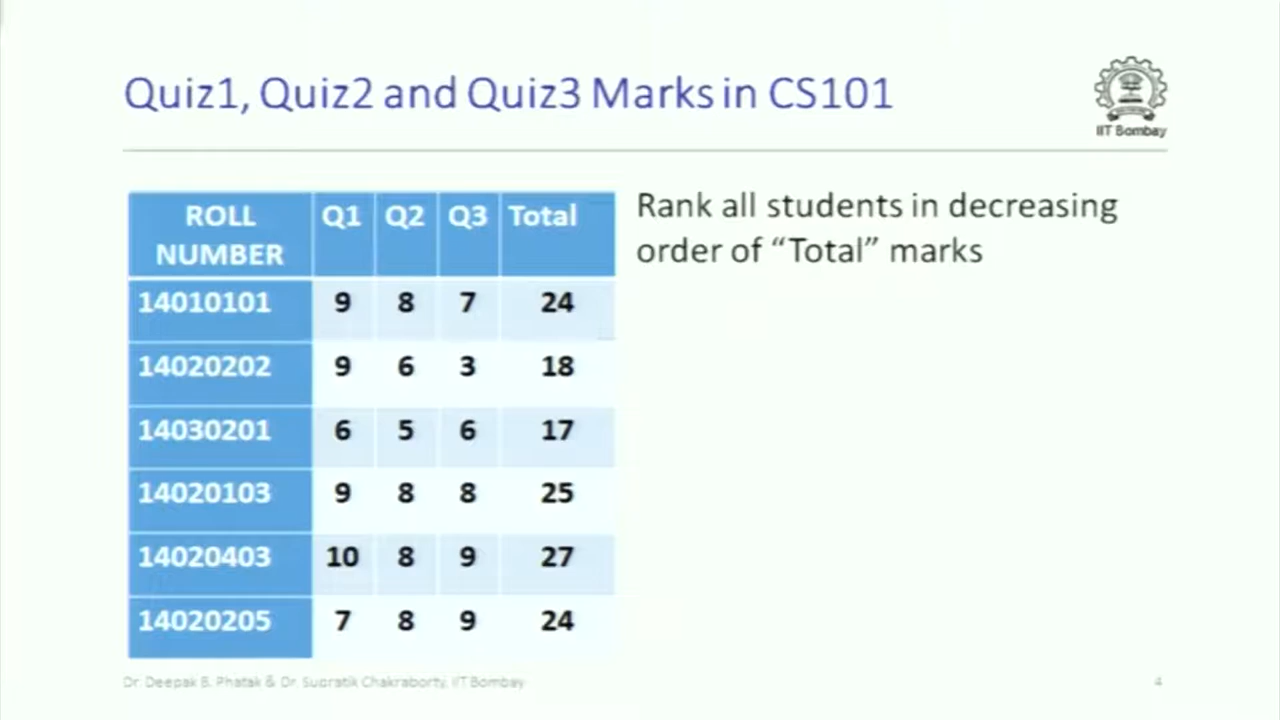 Quiz1, Quiz2 and Quiz3 Marks in CS101
IIT Bombay
ROLL NUMBER Q1 Q2 Q3 Total
14010101 9 8 7 24
14020202 9 6 3 18
14030201 6 5 6 17
14020103 9 8 8 25
14020403 10 8 9 27
14020205 7 8 9 24
Rank all students in decreasing
order of “Total” marks
Dr. Deepak B. Phatak & Dr. Supratik Chakraborty, IIT Bombay
4